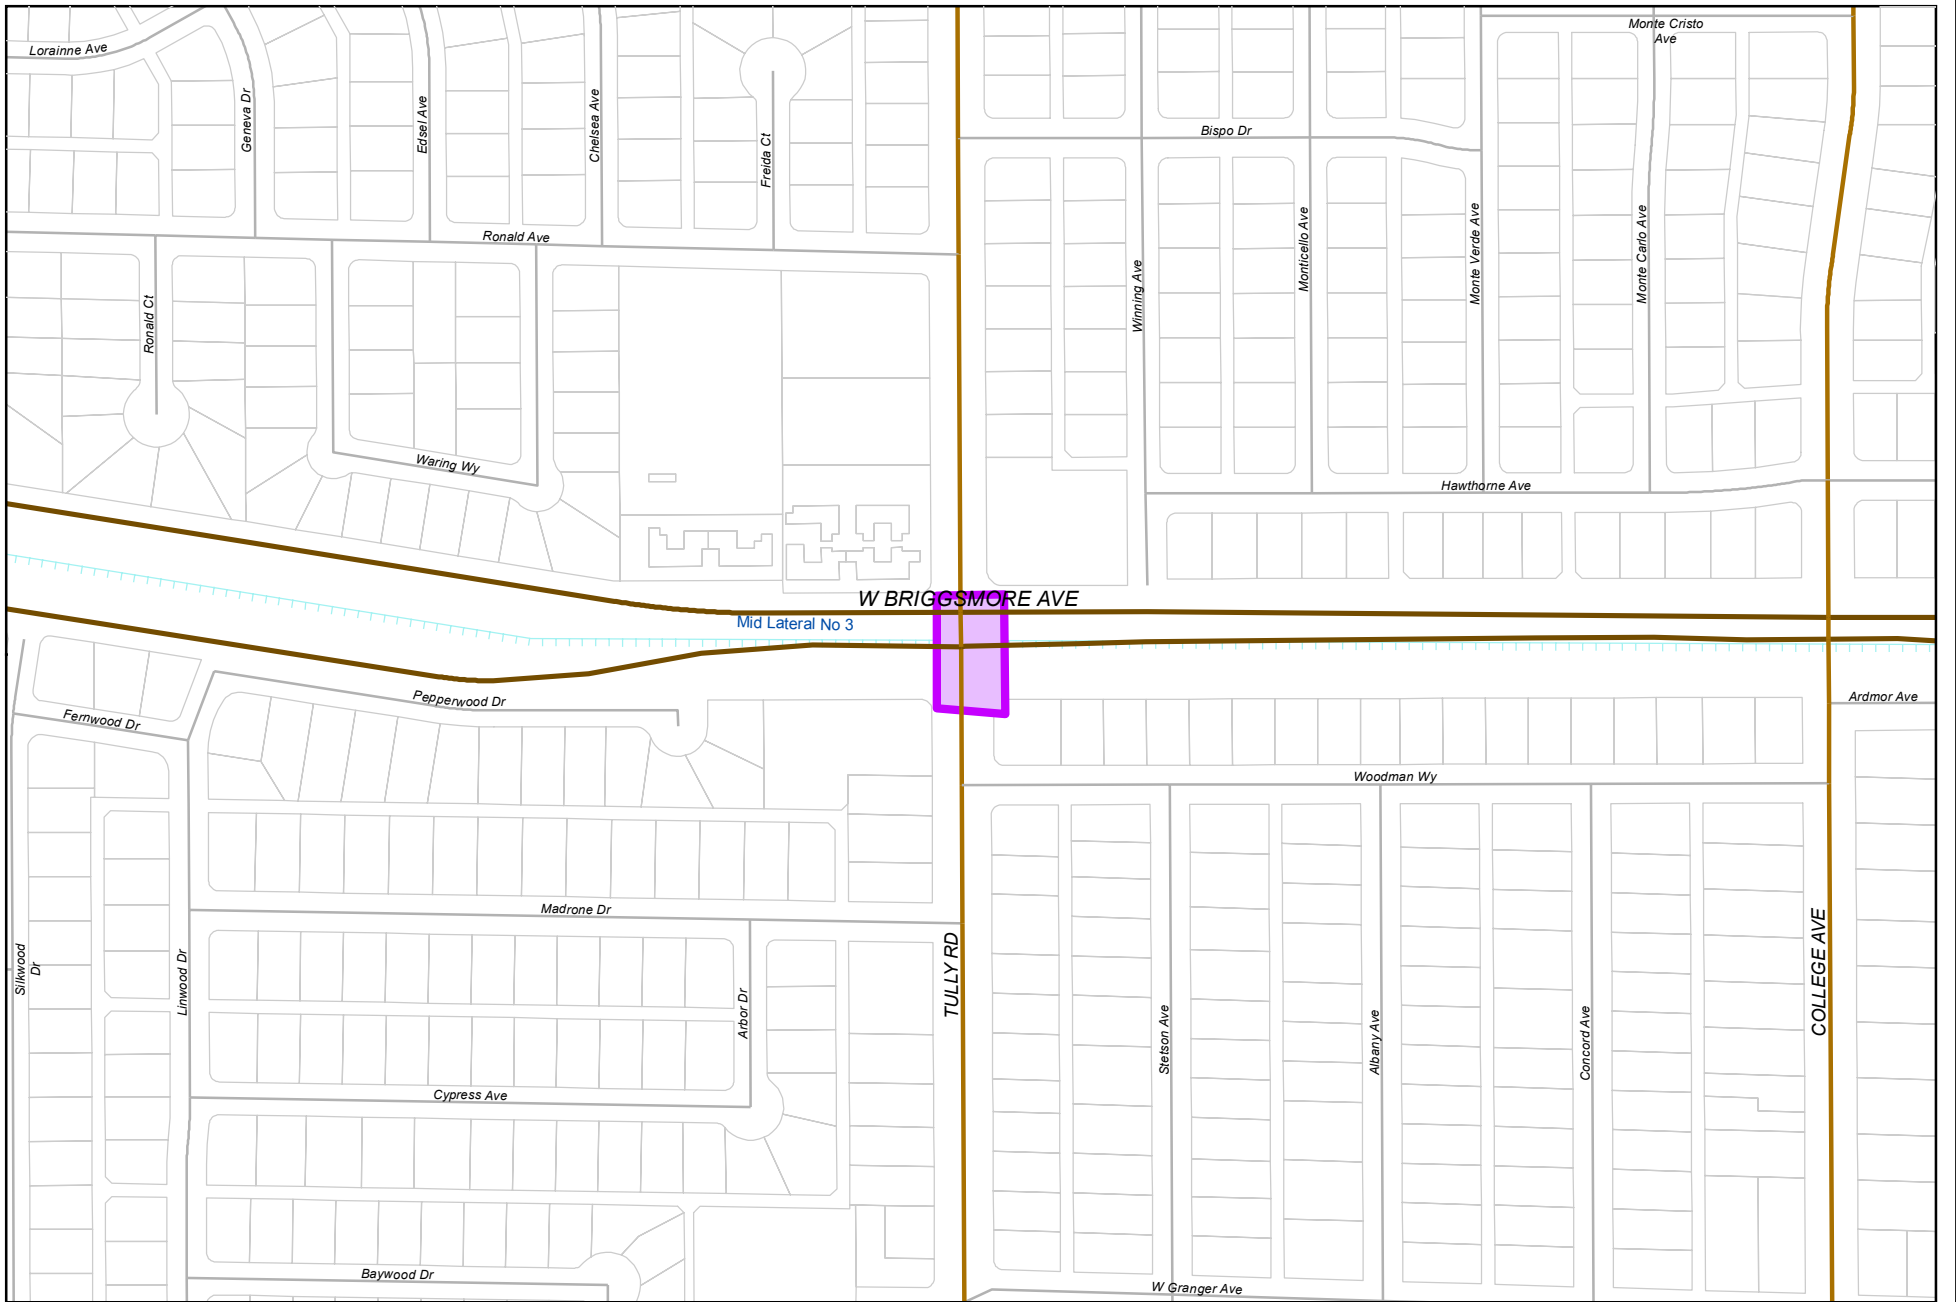 Monte Cristo
Ave
Lorainne Ave
Geneva Dr
Edsel Ave
Chelsea Ave
Freida Ct
Bispo Dr
Ronald Ave
Ronald Ct
Winning Ave
Monticello Ave
Monte Verde Ave
Monte Carlo Ave
Waring Wy
Hawthorne Ave
W BRIGGSMORE AVE
Mid Lateral No 3
Pepperwood Dr
Fernwood Dr
Ardmor Ave
Woodman Wy
Madrone Dr
Silkwood
Dr
Linwood Dr
Arbor Dr
TULLY RD
Stetson Ave
Albany Ave
Concord Ave
COLLEGE AVE
Cypress Ave
Baywood Dr
W Granger Ave